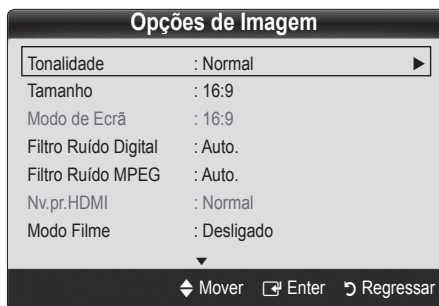 Opções de Imagem
Tonalidade : Normal
Tamanho : 16:9
Modo de Ecrã : 16:9
Filtro Ruído Digital : Auto.
Filtro Ruído MPEG : Auto.
Nv.pr.HDMI : Normal
Modo Filme : Desligado
Mover Enter Regressar